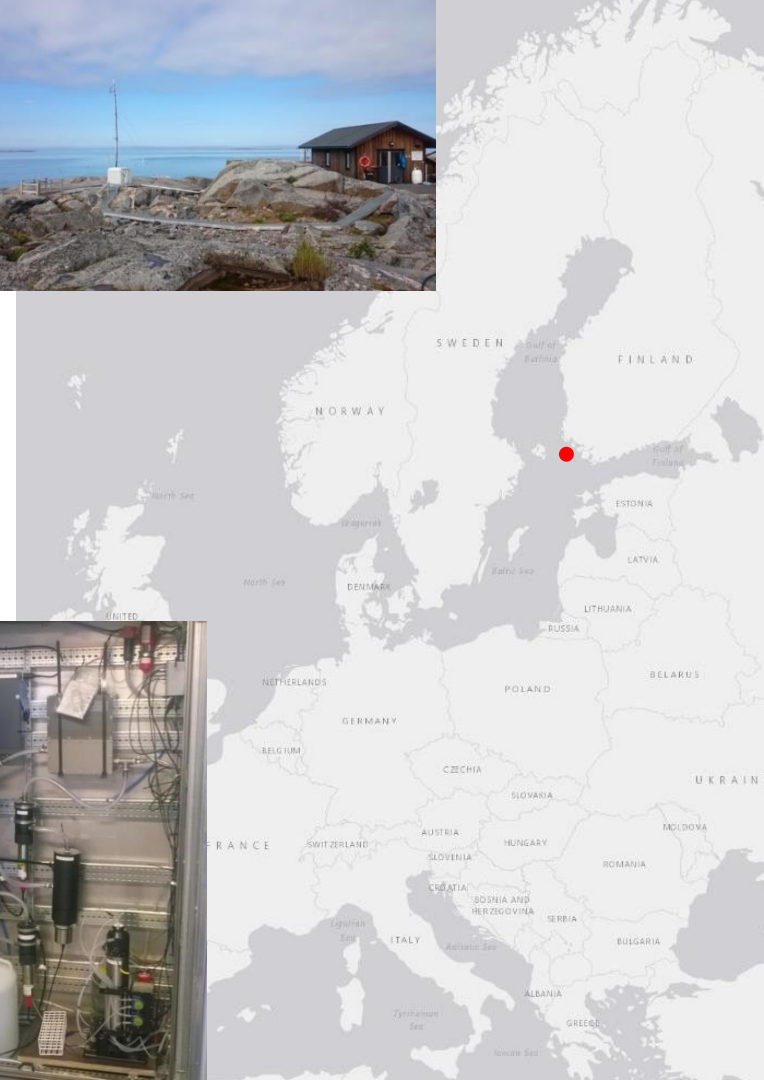 SWEDEN
Gulf of
Bothnia
FINLAND
NORWAY
Gulf of
Finland
North Sea
ESTONIA
Skagerrak
LATVIA
Baltic Sea
North Sea
DENMARK
LITHUANIA
UNITED
RUSSIA
BELARUS
NETHERLANDS
POLAND
GERMANY
BELGIUM
CZECHIA
UKRAIN
SLOVAKIA
MOLDOVA
AUSTRIA
FRANCE
SWITZERLAND
HUNGARY
SLOVENIA
ROMANIA
CROATIA
BOSNIA AND
HERZEGOVINA
SERBIA
Ligurian
Sea
ITALY
Adriatic Sea
BULGARIA
ALBANIA
Tyrrhenian
Sea
GREECE
Ionian Sea